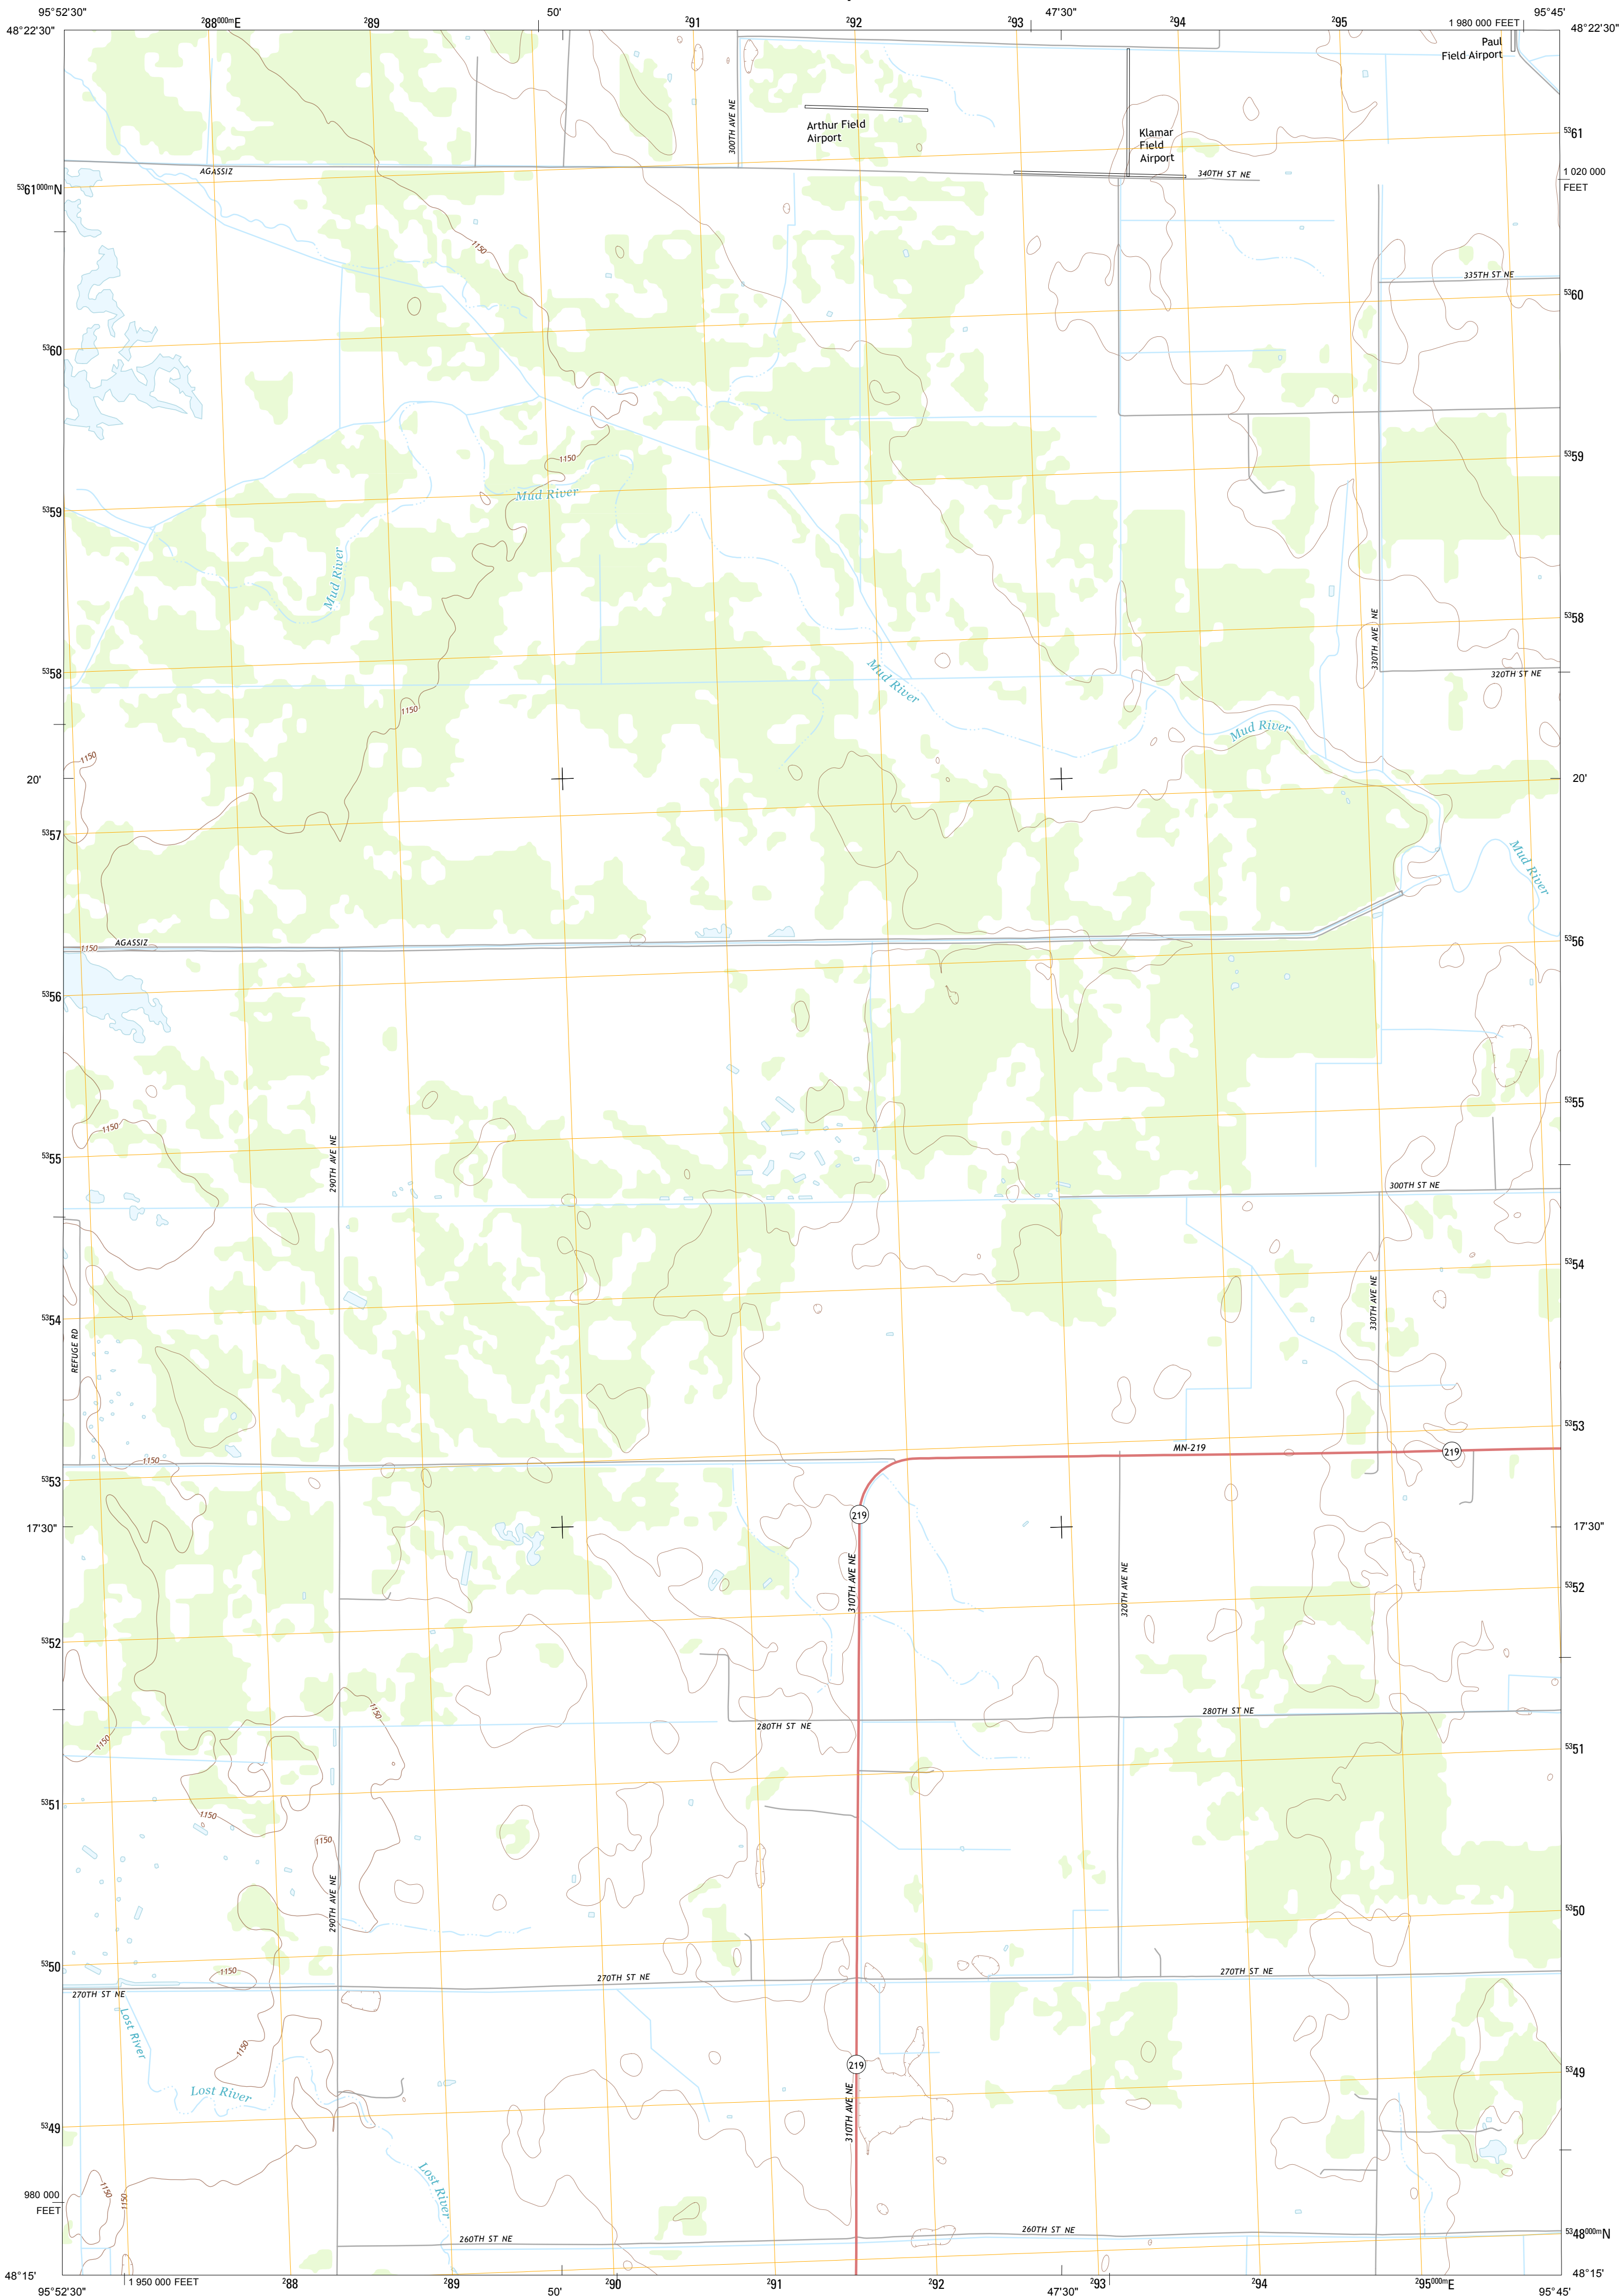 95°52'30"
²88⁰⁰⁰ᵐE
²89
50'
²91
²92
²93
47'30"
²94
²95
1 980 000 FEET
95°45'
48°22'30"
48°22'30"
Paul
Field Airport
300TH AVE NE
Arthur Field
Airport
Klamar
Field
Airport
⁵³61
AGASSIZ
340TH ST NE
1 020 000
FEET
⁵³61⁰⁰⁰ᵐN
1150
335TH ST NE
⁵³60
⁵³60
1150
⁵³59
Mud River
⁵³59
Mud River
330TH AVE NE
⁵³58
⁵³58
Mud River
320TH ST NE
1150
Mud River
1150
20'
20'
⁵³57
Mud River
AGASSIZ
1150
⁵³56
⁵³56
⁵³55
1150
⁵³55
290TH AVE NE
300TH ST NE
⁵³54
330TH AVE NE
⁵³54
REFUGE RD
⁵³53
MN-219
219
1150
⁵³53
219
17'30"
17'30"
310TH AVE NE
320TH AVE NE
⁵³52
⁵³52
1150
280TH ST NE
280TH ST NE
1150
⁵³51
⁵³51
1150
1150
290TH AVE NE
⁵³50
⁵³50
1150
270TH ST NE
270TH ST NE
270TH ST NE
Lost River
1150
219
⁵³49
Lost River
310TH AVE NE
⁵³49
Lost River
1150
1150
980 000
FEET
260TH ST NE
260TH ST NE
⁵³48⁰⁰⁰ᵐN
48°15'
48°15'
95°52'30"
1 950 000 FEET
²88
²89
50'
²90
²91
²92
47'30"
²93
²94
²95⁰⁰⁰ᵐE
95°45'